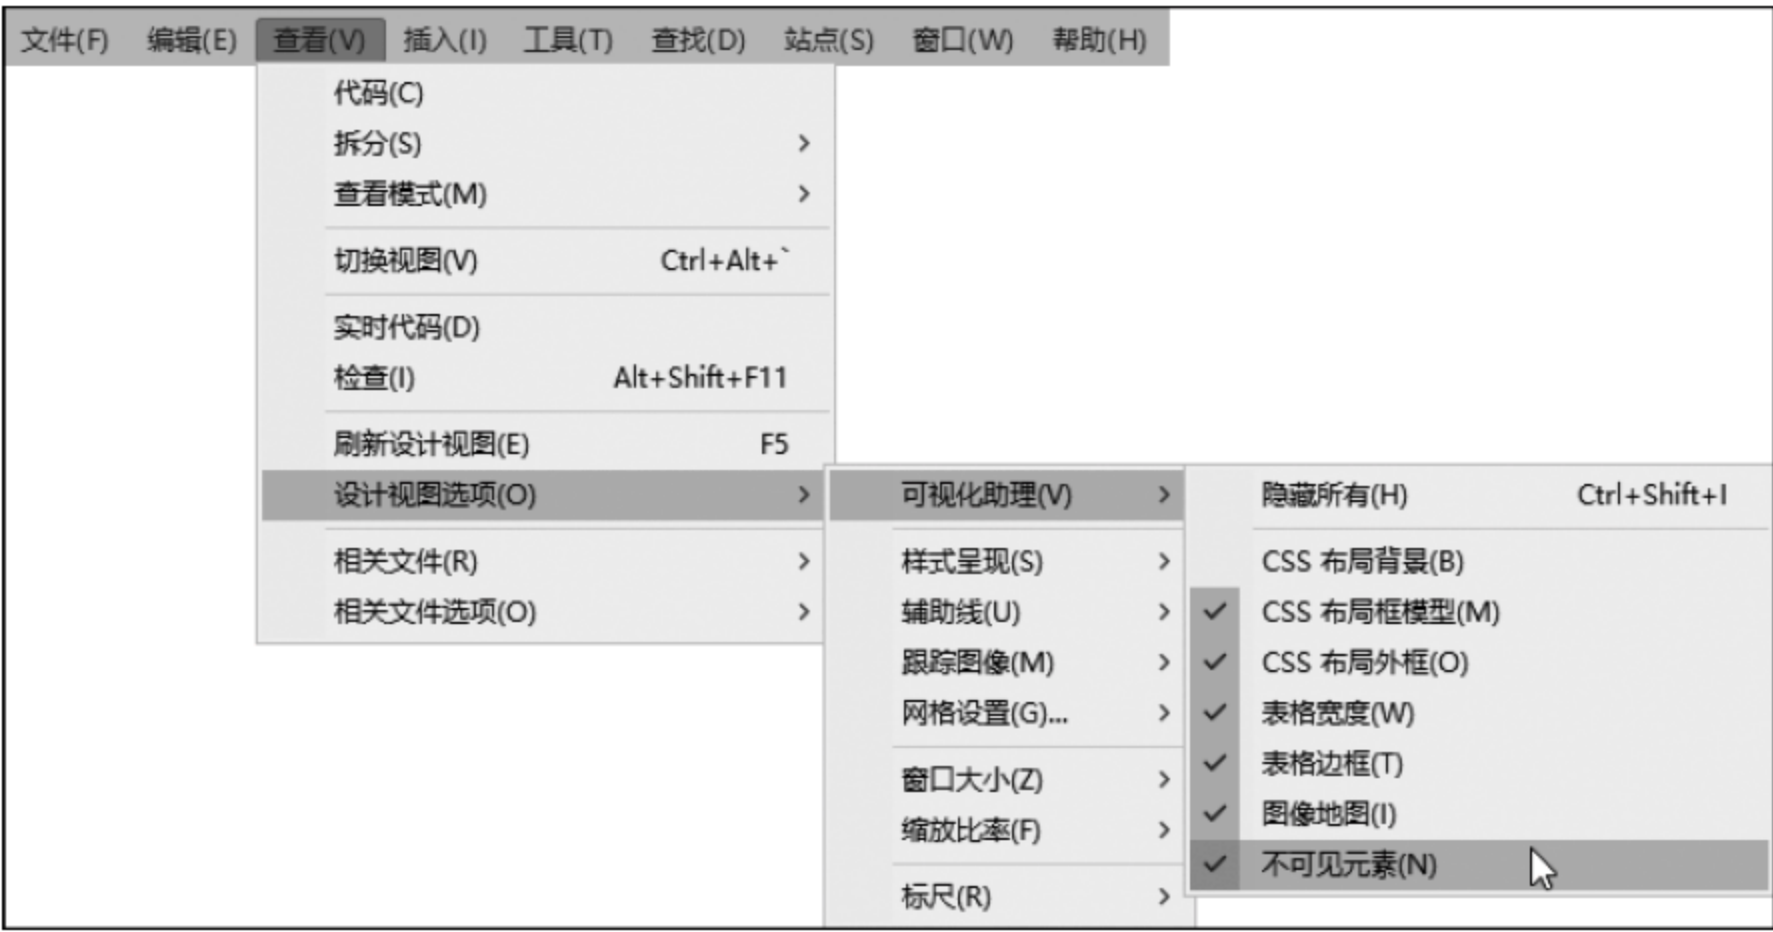 文件(F) 编辑(E) 查看(V) 插入(I) 工具(T) 查找(D) 站点(S) 窗口(W) 帮助(H)
代码(C)
拆分(S)
查看模式(M)
切换视图(V) Ctrl+Alt+`
实时代码(D)
检查(I) Alt+Shift+F11
刷新设计视图(E) F5
设计视图选项(O)
相关文件(R)
相关文件选项(O)
可视化助理(V)
样式呈现(S)
辅助线(U)
跟踪图像(M)
网格设置(G)...
窗口大小(Z)
缩放比率(F)
标尺(R)
隐藏所有(H) Ctrl+Shift+I
CSS 布局背景(B)
CSS 布局框模型(M)
CSS 布局外框(O)
表格宽度(W)
表格边框(T)
图像地图(I)
不可见元素(N)